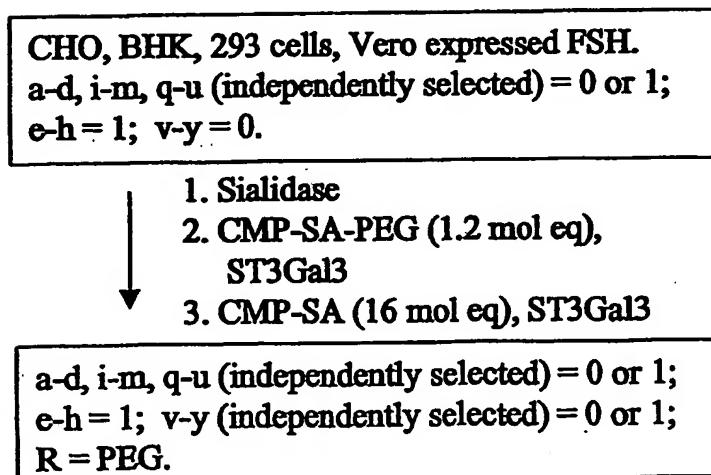 CHO, BHK, 293 cells, Vero expressed FSH.
a-d, i-m, q-u (independently selected) = 0 or 1;
e-h = 1; v-y = 0.
1. Sialidase
2. CMP-SA-PEG (1.2 mol eq),
ST3Gal3
3. CMP-SA (16 mol eq), ST3Gal3
a-d, i-m, q-u (independently selected) = 0 or 1;
e-h = 1; v-y (independently selected) = 0 or 1;
R = PEG.